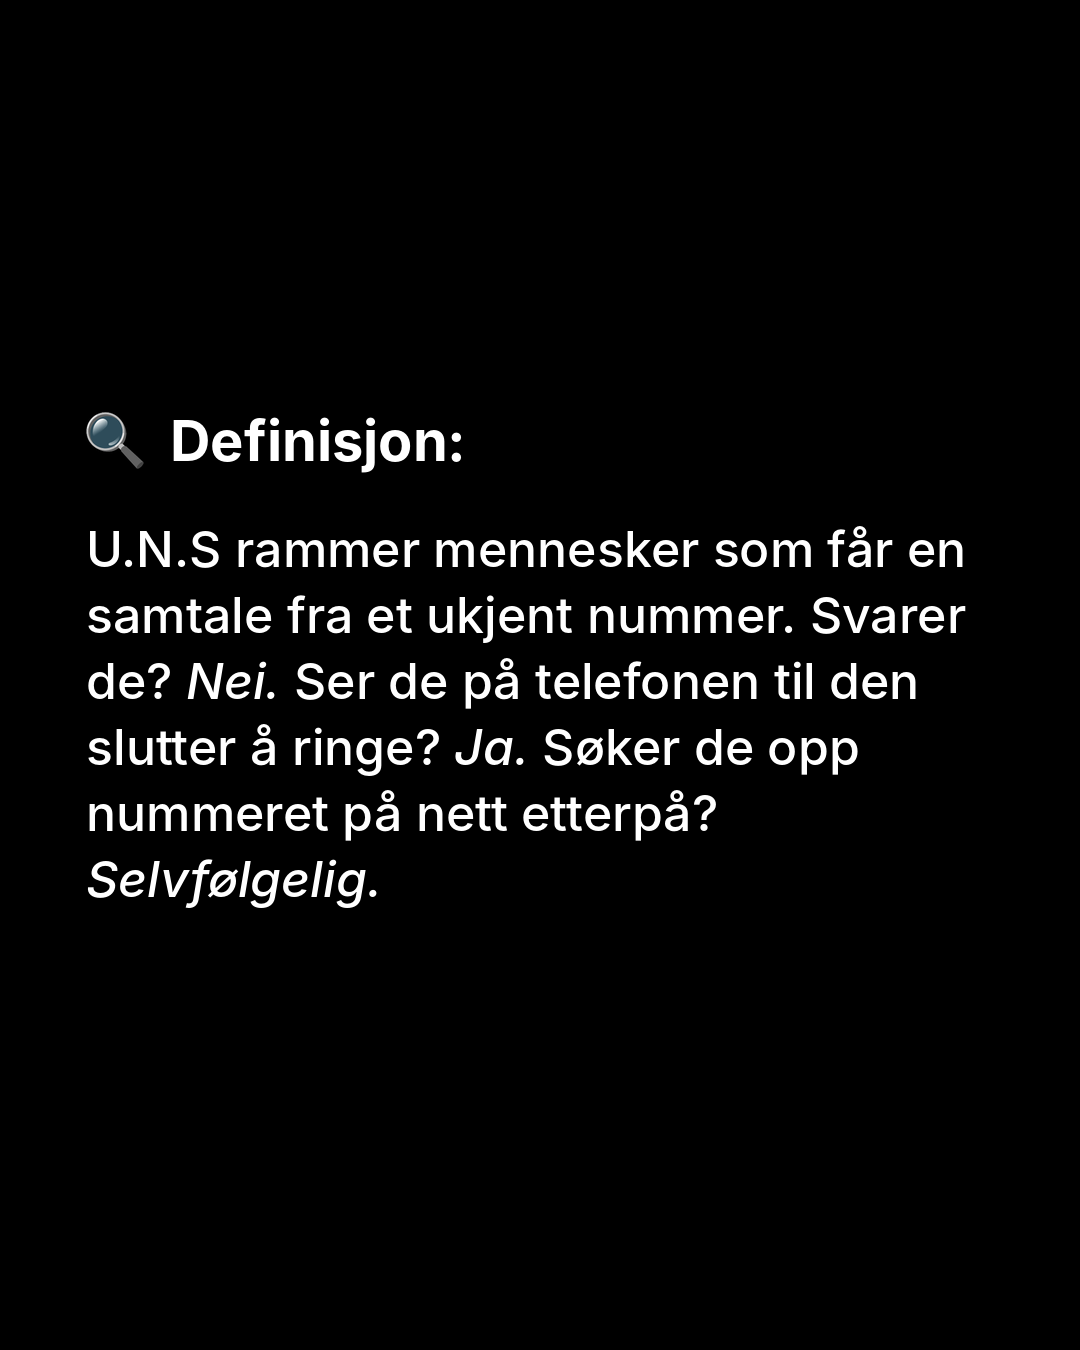 🔍 Definisjon:
U.N.S rammer mennesker som får en
samtale fra et ukjent nummer. Svarer
de? Nei. Ser de på telefonen til den
slutter å ringe? Ja. Søker de opp
nummeret på nett etterpå?
Selvfølgelig.